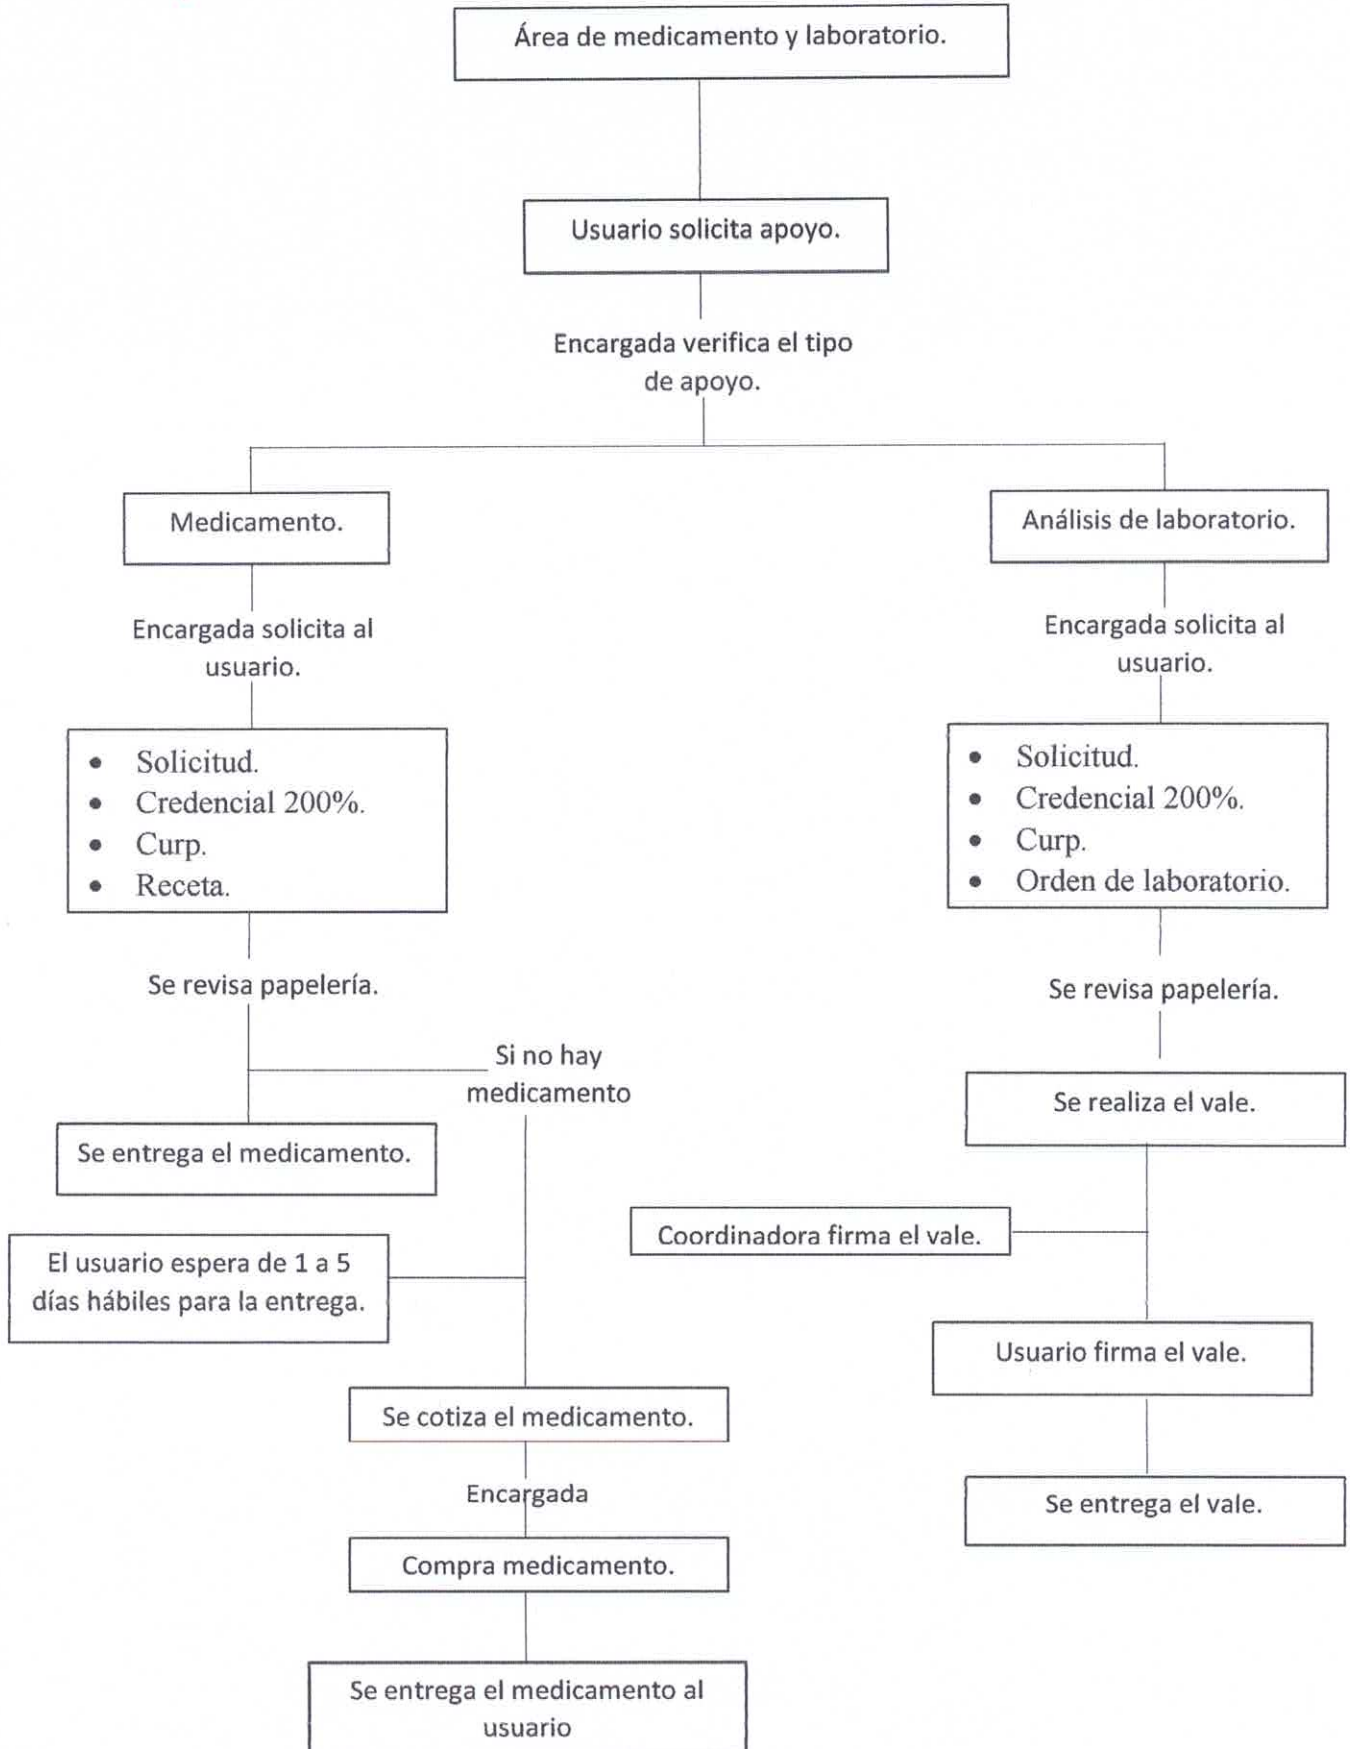 Área de medicamento y laboratorio.
Usuario solicita apoyo.
Encargada verifica el tipo
de apoyo.
Medicamento.
Encargada solicita al
usuario.
• Solicitud.
• Credencial 200%.
• Curp.
• Receta.
Se revisa papelería.
Si no hay
medicamento
Se entrega el medicamento.
El usuario espera de 1 a 5
días hábiles para la entrega.
Se cotiza el medicamento.
Encargada
Compra medicamento.
Se entrega el medicamento al
usuario
Análisis de laboratorio.
Encargada solicita al
usuario.
• Solicitud.
• Credencial 200%.
• Curp.
• Orden de laboratorio.
Se revisa papelería.
Se realiza el vale.
Coordinadora firma el vale.
Usuario firma el vale.
Se entrega el vale.